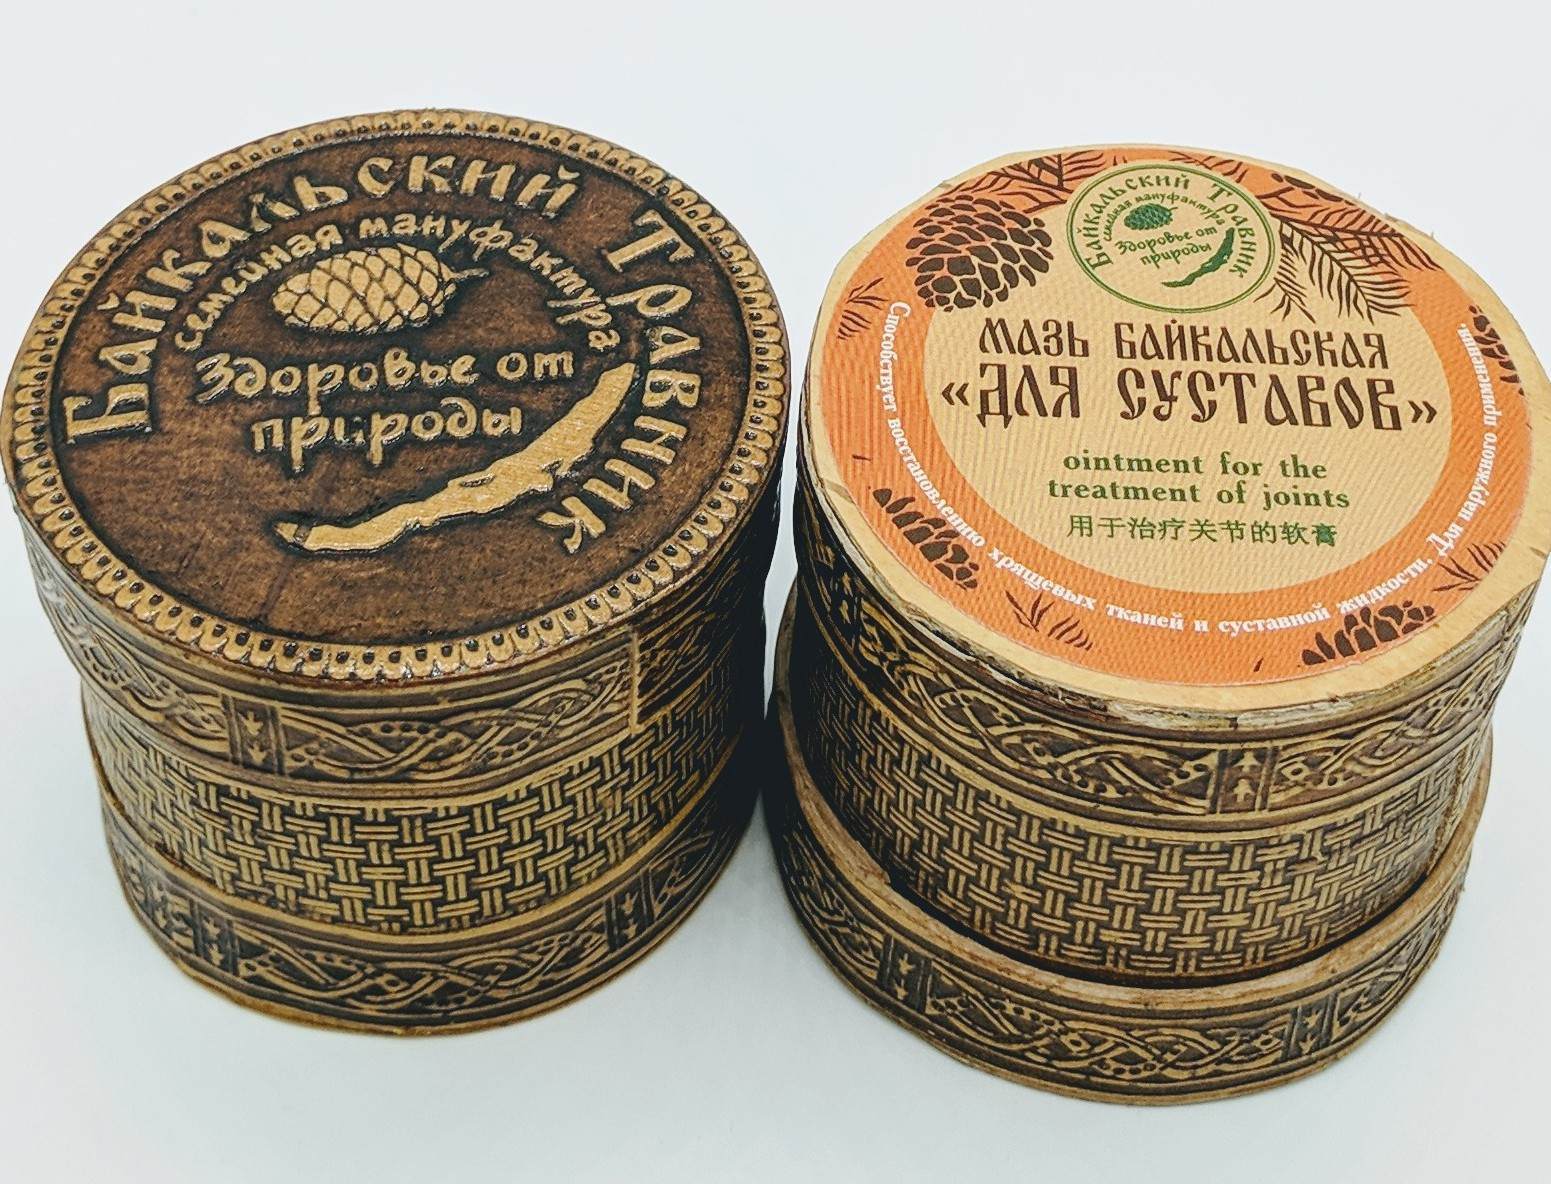 Байкальский Травник
семейная мануфактура
Здоровье от
природы
Байкальский Травник
семейная мануфактура
Здоровье от
природы
МАЗЬ БАЙКАЛЬСКАЯ
«ДЛЯ СУСТАВОВ»
ointment for the
treatment of joints
用于治疗关节的软膏
Способствует восстановлению хрящевых тканей и суставной жидкости. Для наружного применения